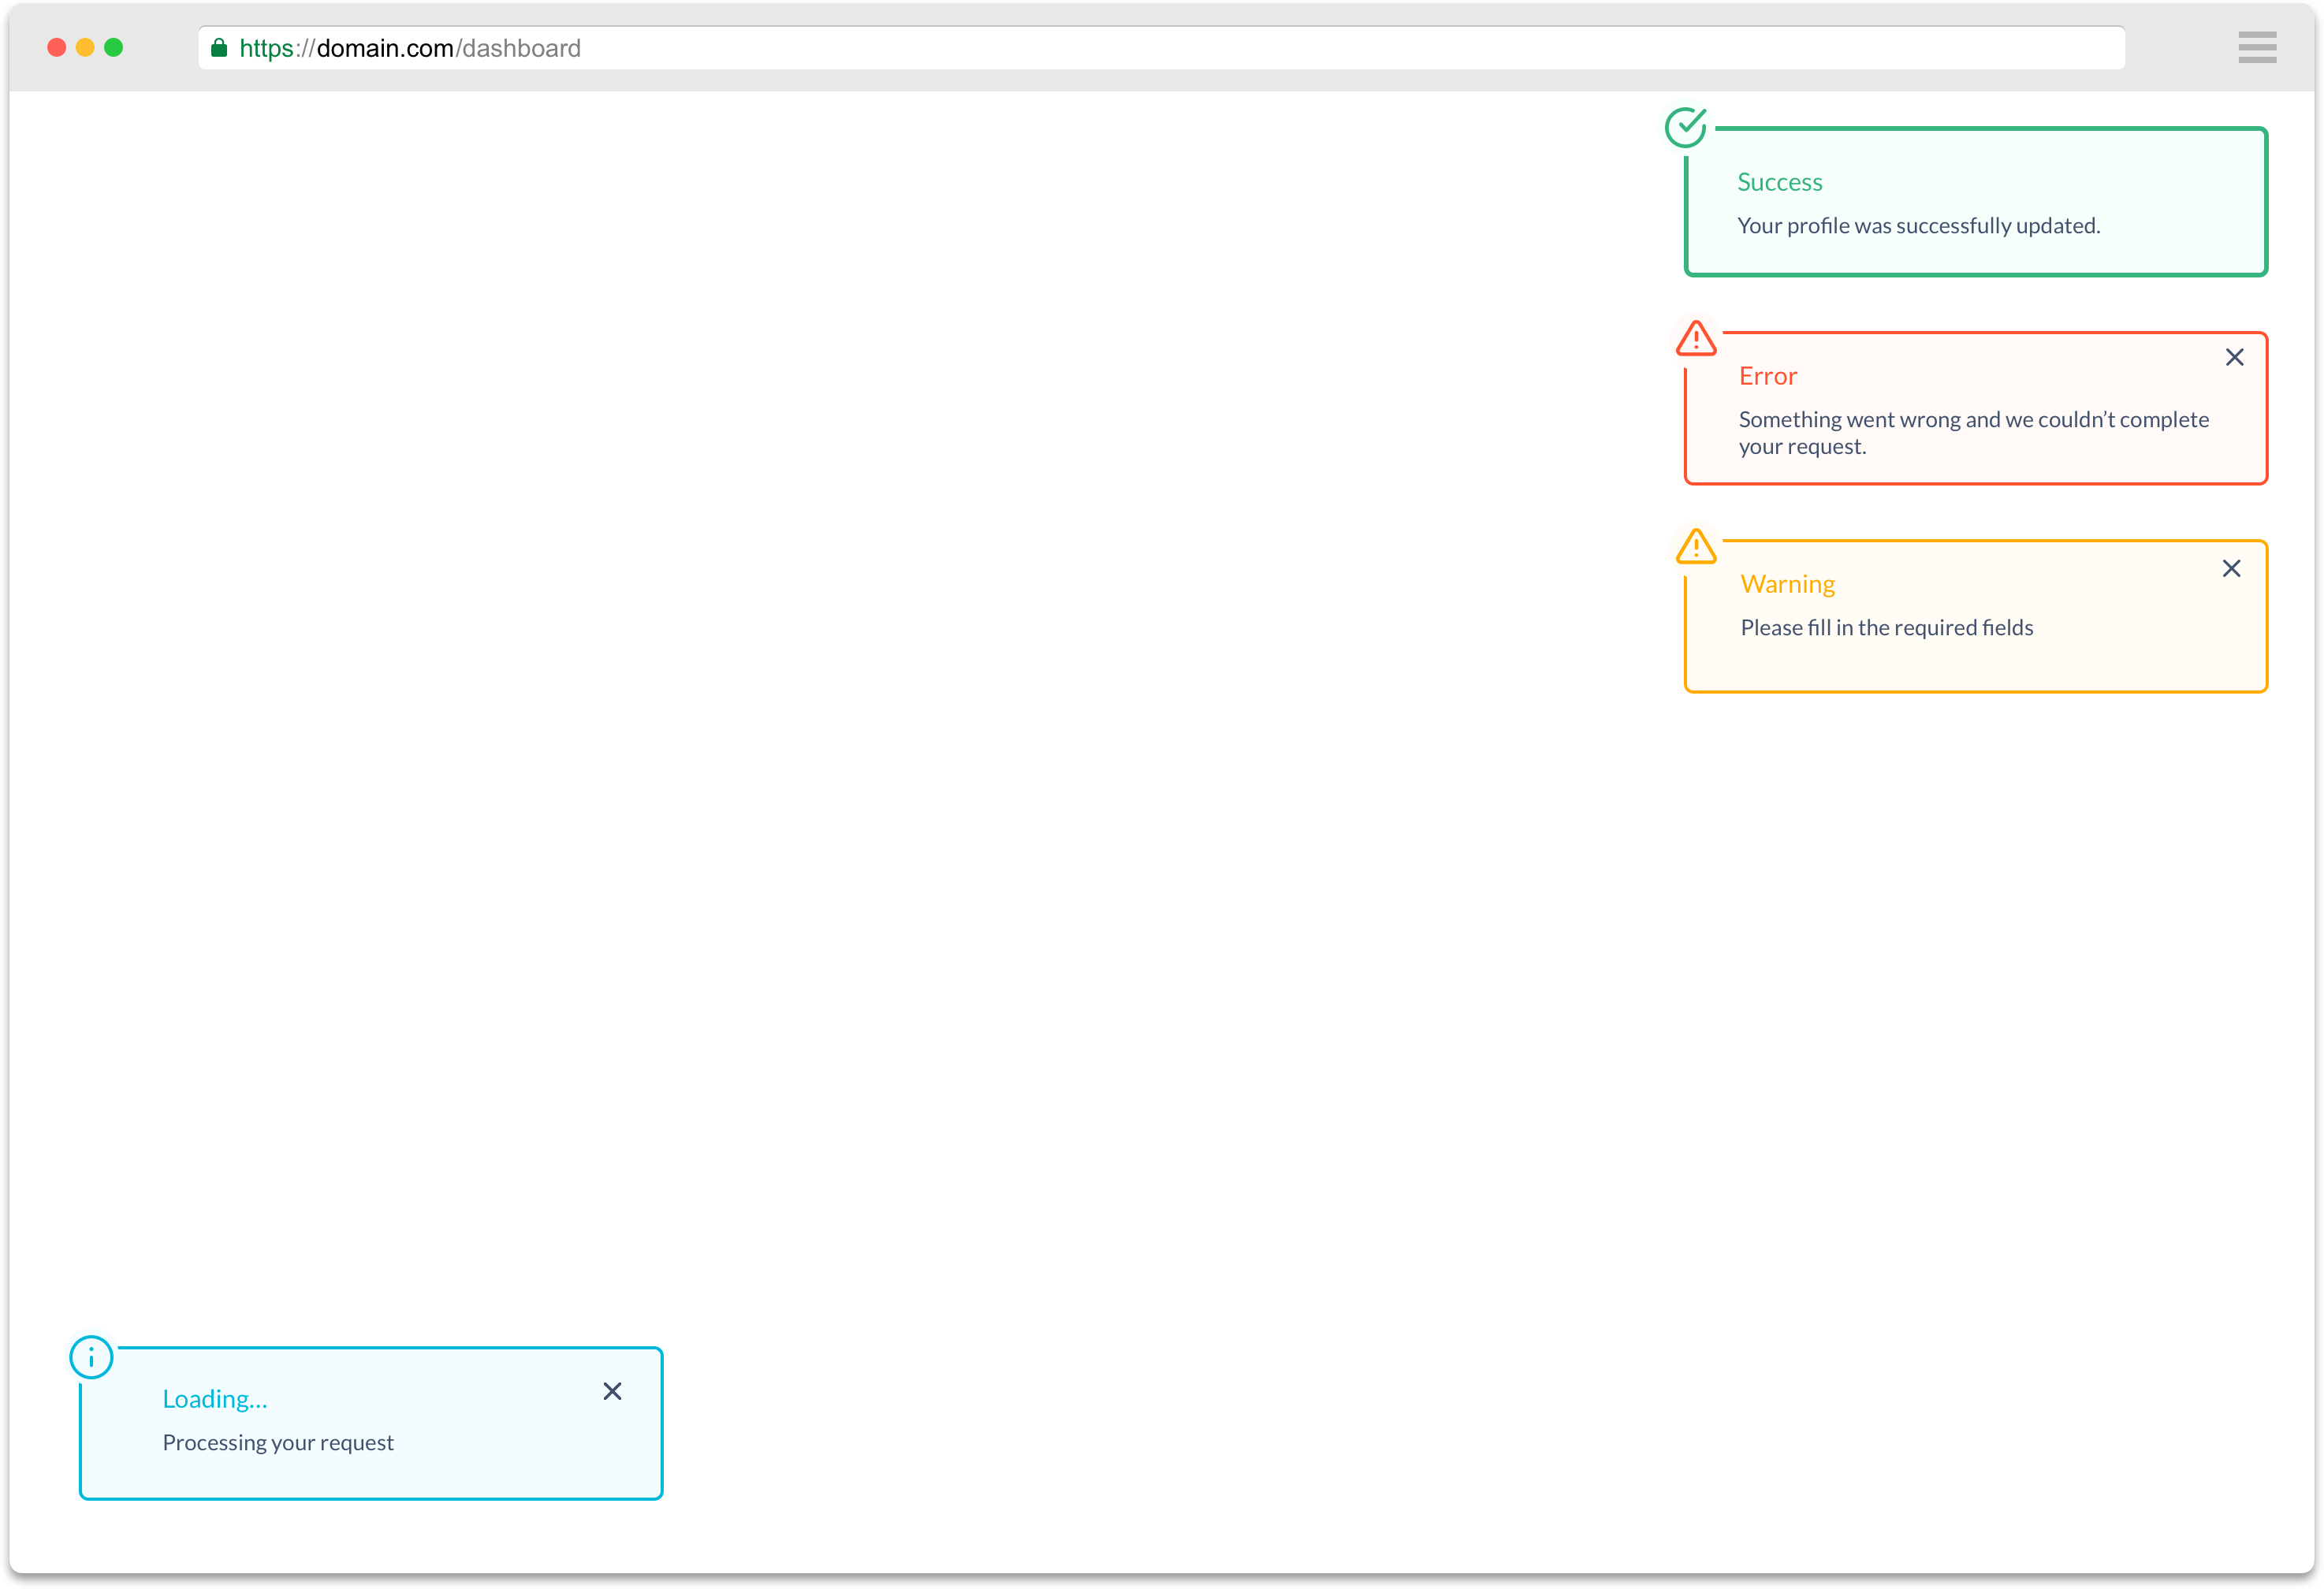 https://domain.com/dashboard
Success
Your profile was successfully updated.
Error
Something went wrong and we couldn’t complete
your request.
Warning
Please fill in the required fields
Loading...
Processing your request